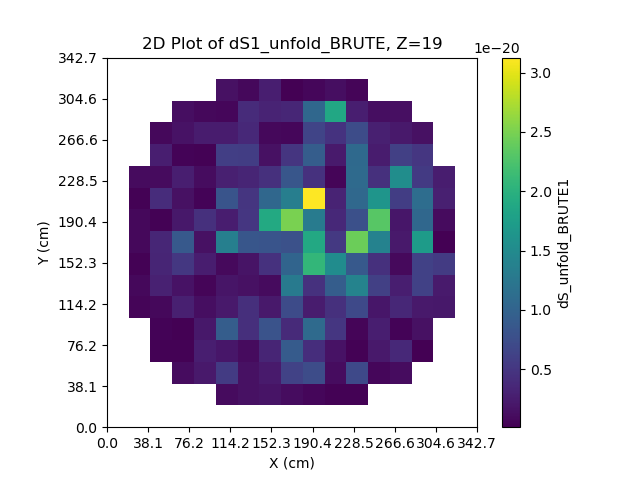 2D Plot of dS1_unfold_BRUTE, Z=19
1e−20
342.7
304.6
266.6
228.5
190.4
152.3
114.2
76.2
38.1
0.0
Y (cm)
0.0 38.1 76.2 114.2 152.3 190.4 228.5 266.6 304.6 342.7
X (cm)
3.0
2.5
2.0
1.5
1.0
0.5
dS_unfold_BRUTE1